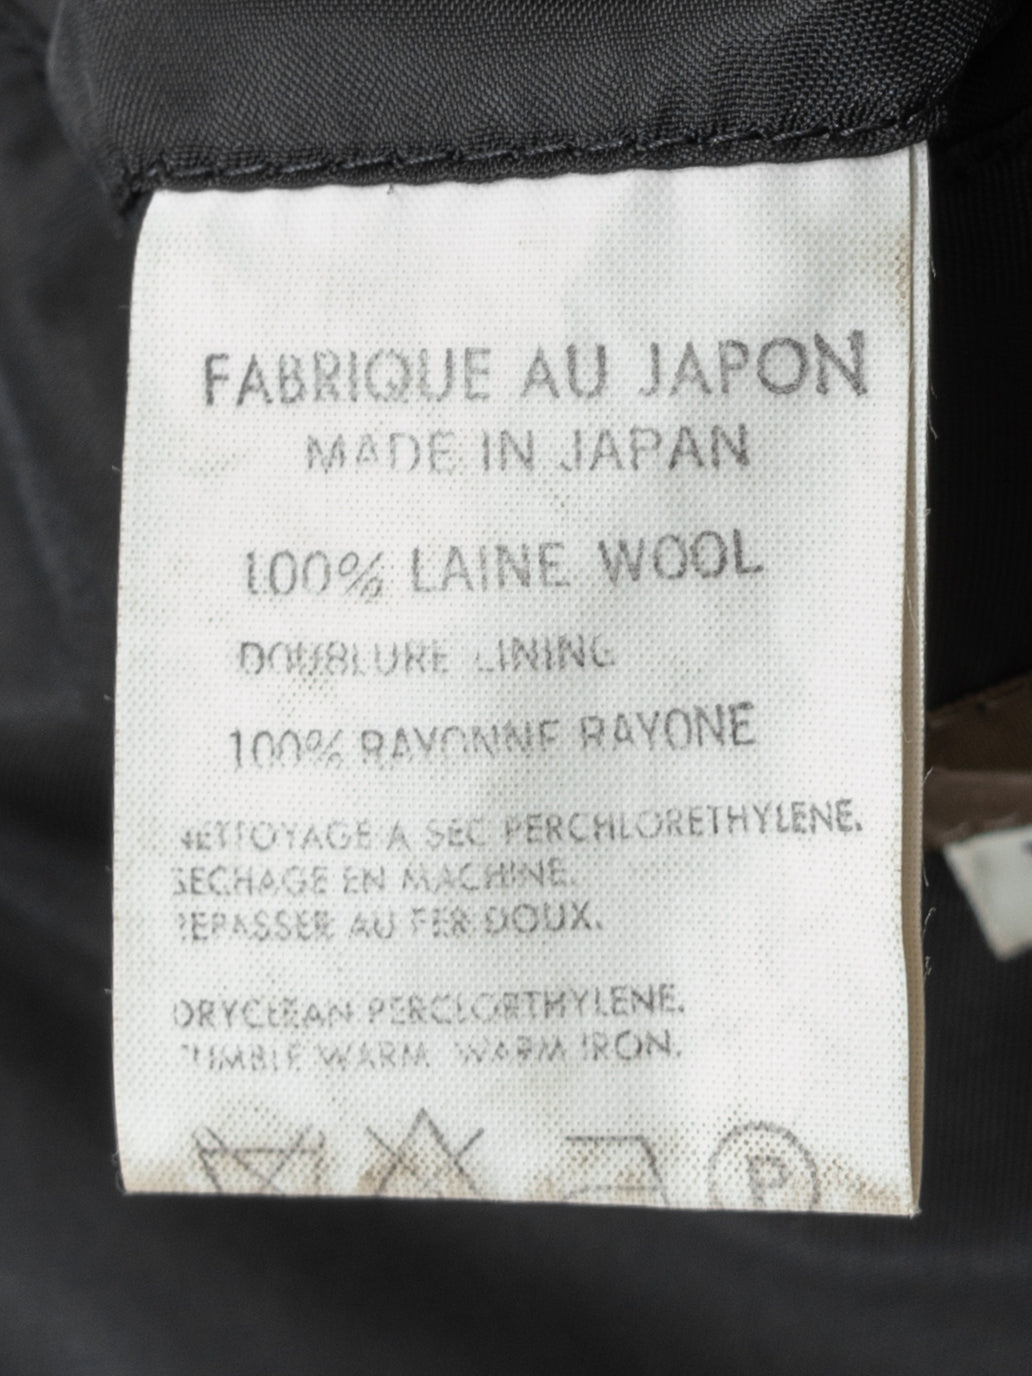 FABRIQUE AU JAPON
MADE IN JAPAN
100% LAINE WOOL
DOUBLURE LINING
100% RAYONNE RAYONE
NETTOYAGE A SEC PERCHLORETHYLENE.
SECHAGE EN MACHINE.
REPASSER AU FER DOUX.
DRYCLEAN PERCLORTHYLENE.
TUMBLE WARM. WARM IRON.
P